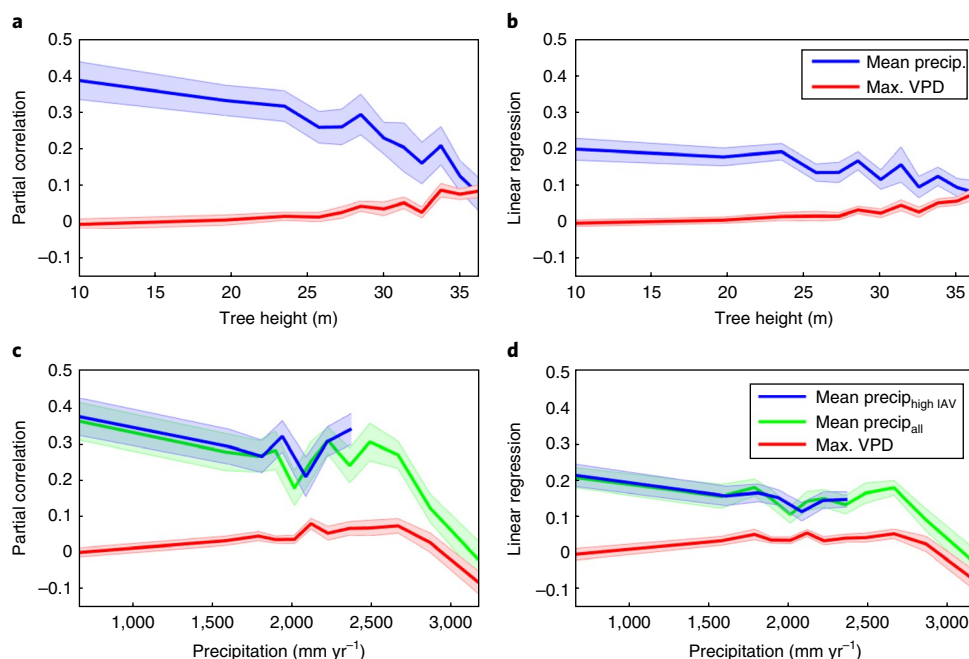 a
0.5
0.4
0.3
0.2
0.1
0
–0.1
Partial correlation
10
15
20
25
30
35
Tree height (m)
b
0.5
0.4
0.3
0.2
0.1
0
–0.1
Linear regression
Mean precip.
Max. VPD
10
15
20
25
30
35
Tree height (m)
c
0.5
0.4
0.3
0.2
0.1
0
–0.1
Partial correlation
1,000
1,500
2,000
2,500
3,000
Precipitation (mm yr⁻¹)
d
0.5
0.4
0.3
0.2
0.1
0
–0.1
Linear regression
Mean precip high IAV
Mean precip all
Max. VPD
1,000
1,500
2,000
2,500
3,000
Precipitation (mm yr⁻¹)